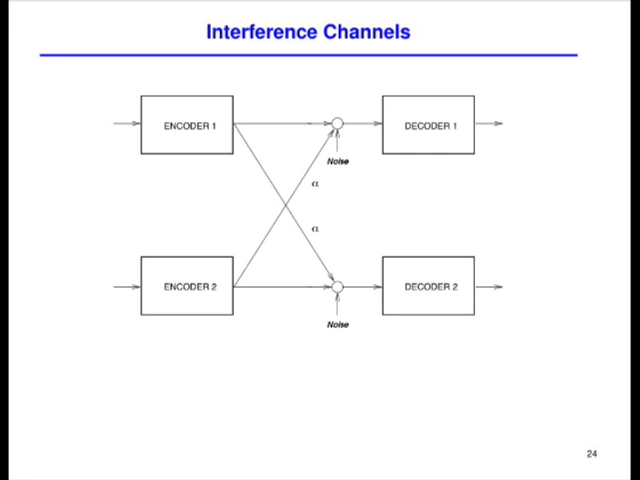 Interference Channels
ENCODER 1
DECODER 1
Noise
α
α
ENCODER 2
DECODER 2
Noise
24